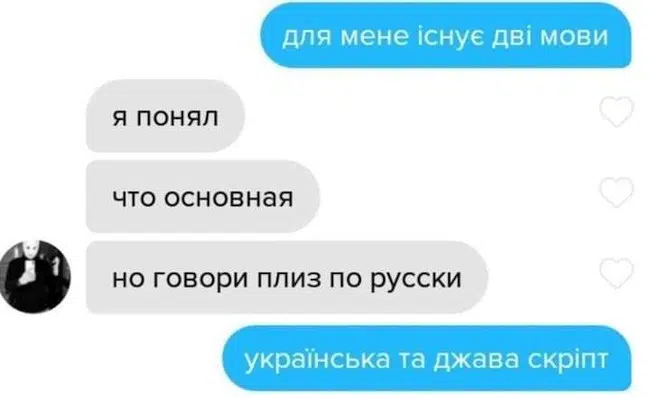 для мене існує дві мови
я понял
что основная
но говори плиз по русски
українська та джава скріпт